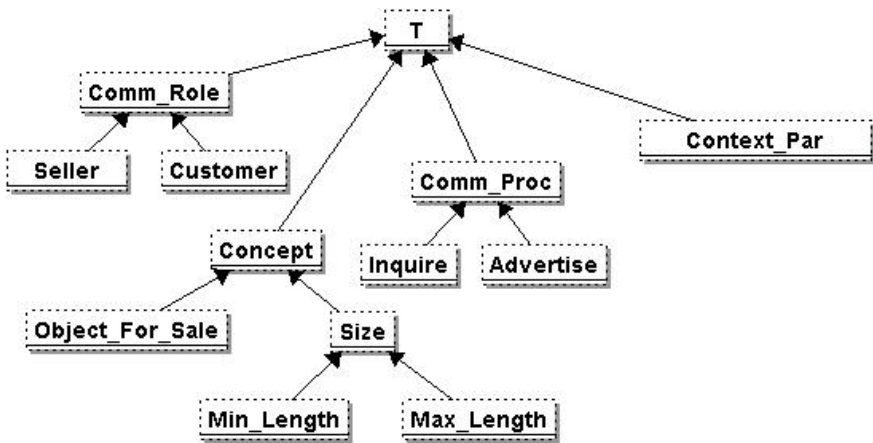 T
Comm_Role
Context_Par
Seller
Customer
Comm_Proc
Concept
Inquire
Advertise
Object_For_Sale
Size
Min_Length
Max_Length